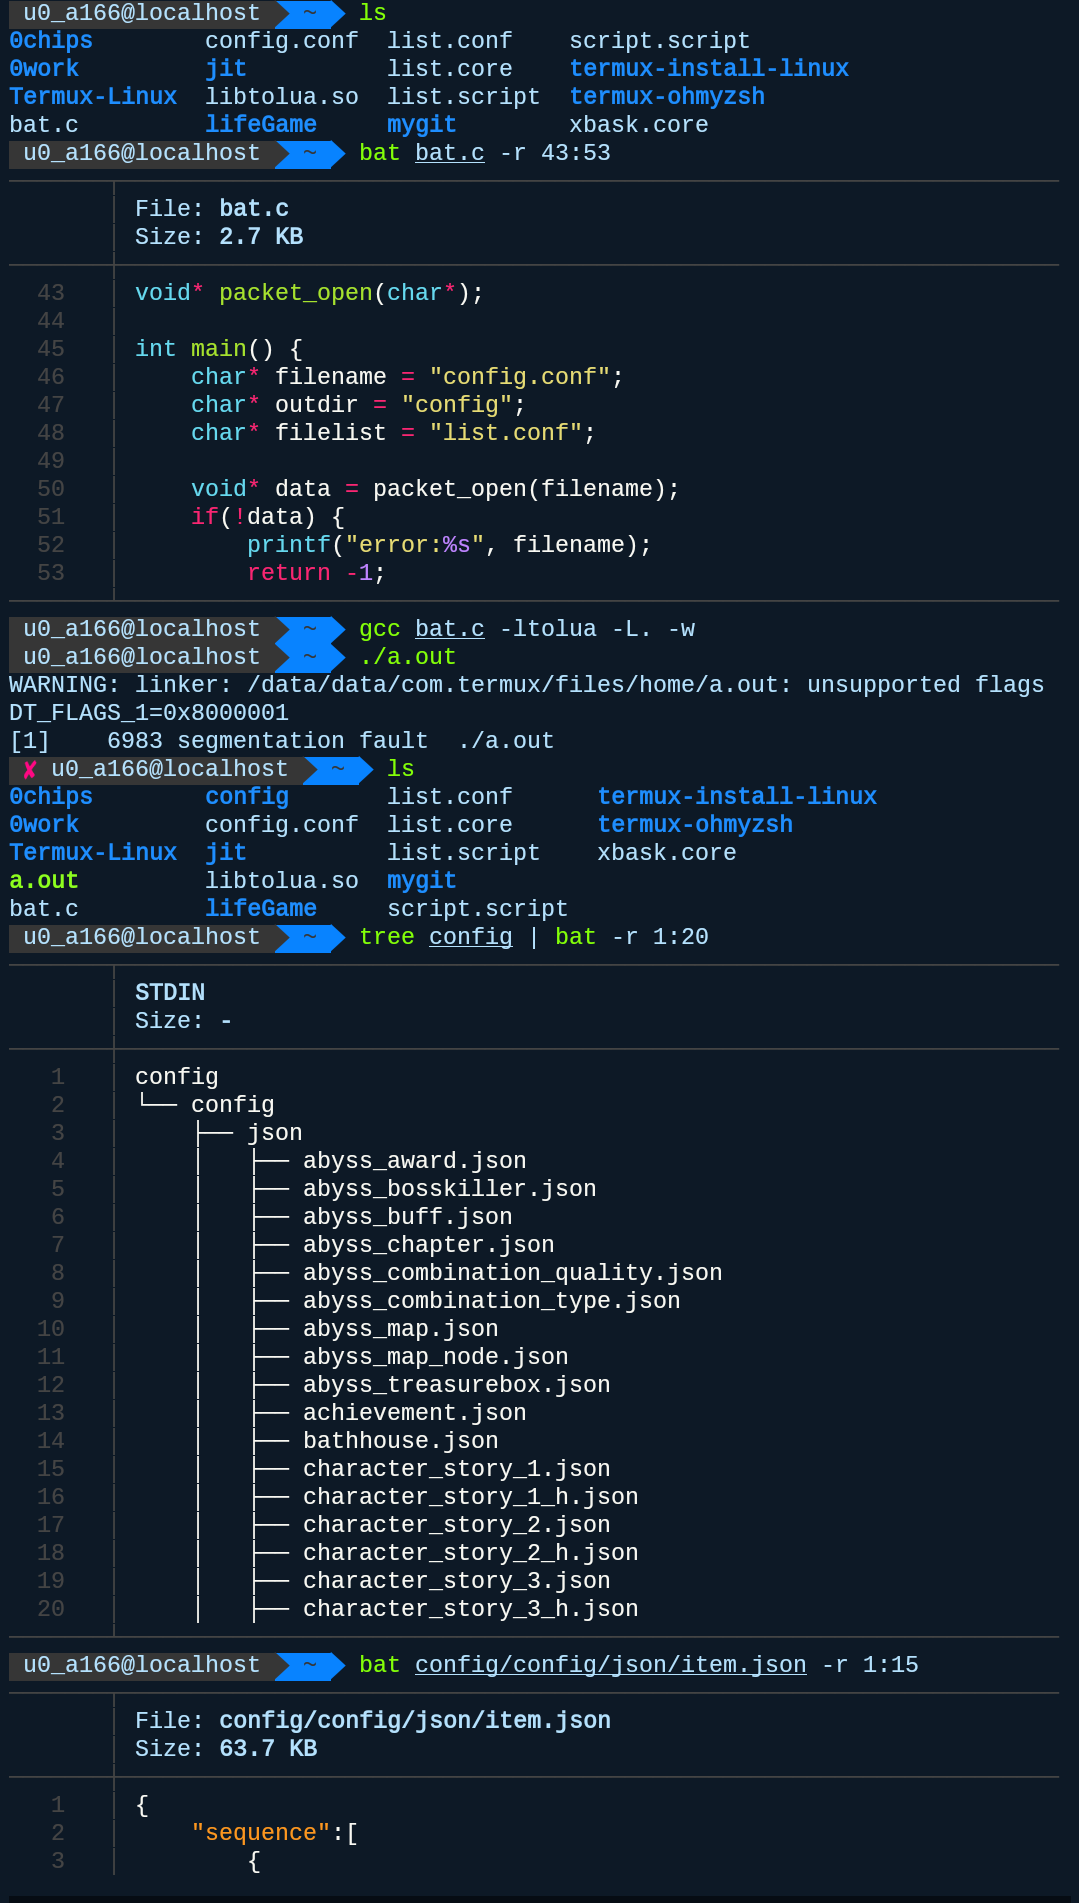 u0_a166@localhost ~ ls
0chips config.conf list.conf script.script
0work jit list.core termux-install-linux
Termux-Linux libtolua.so list.script termux-ohmyzsh
bat.c lifeGame mygit xbask.core
u0_a166@localhost ~ bat bat.c -r 43:53
File: bat.c
Size: 2.7 KB
43 void* packet_open(char*);
44
45 int main() {
46 char* filename = "config.conf";
47 char* outdir = "config";
48 char* filelist = "list.conf";
49
50 void* data = packet_open(filename);
51 if(!data) {
52 printf("error:%s", filename);
53 return -1;
u0_a166@localhost ~ gcc bat.c -ltolua -L. -w
u0_a166@localhost ~ ./a.out
WARNING: linker: /data/data/com.termux/files/home/a.out: unsupported flags
DT_FLAGS_1=0x8000001
[1] 6983 segmentation fault ./a.out
✘ u0_a166@localhost ~ ls
0chips config list.conf termux-install-linux
0work config.conf list.core termux-ohmyzsh
Termux-Linux jit list.script xbask.core
a.out libtolua.so mygit
bat.c lifeGame script.script
u0_a166@localhost ~ tree config | bat -r 1:20
STDIN
Size: -
1 config
2 └── config
3 ├── json
4 │ ├── abyss_award.json
5 │ ├── abyss_bosskiller.json
6 │ ├── abyss_buff.json
7 │ ├── abyss_chapter.json
8 │ ├── abyss_combination_quality.json
9 │ ├── abyss_combination_type.json
10 │ ├── abyss_map.json
11 │ ├── abyss_map_node.json
12 │ ├── abyss_treasurebox.json
13 │ ├── achievement.json
14 │ ├── bathhouse.json
15 │ ├── character_story_1.json
16 │ ├── character_story_1_h.json
17 │ ├── character_story_2.json
18 │ ├── character_story_2_h.json
19 │ ├── character_story_3.json
20 │ ├── character_story_3_h.json
u0_a166@localhost ~ bat config/config/json/item.json -r 1:15
File: config/config/json/item.json
Size: 63.7 KB
1 {
2 "sequence":[
3 {